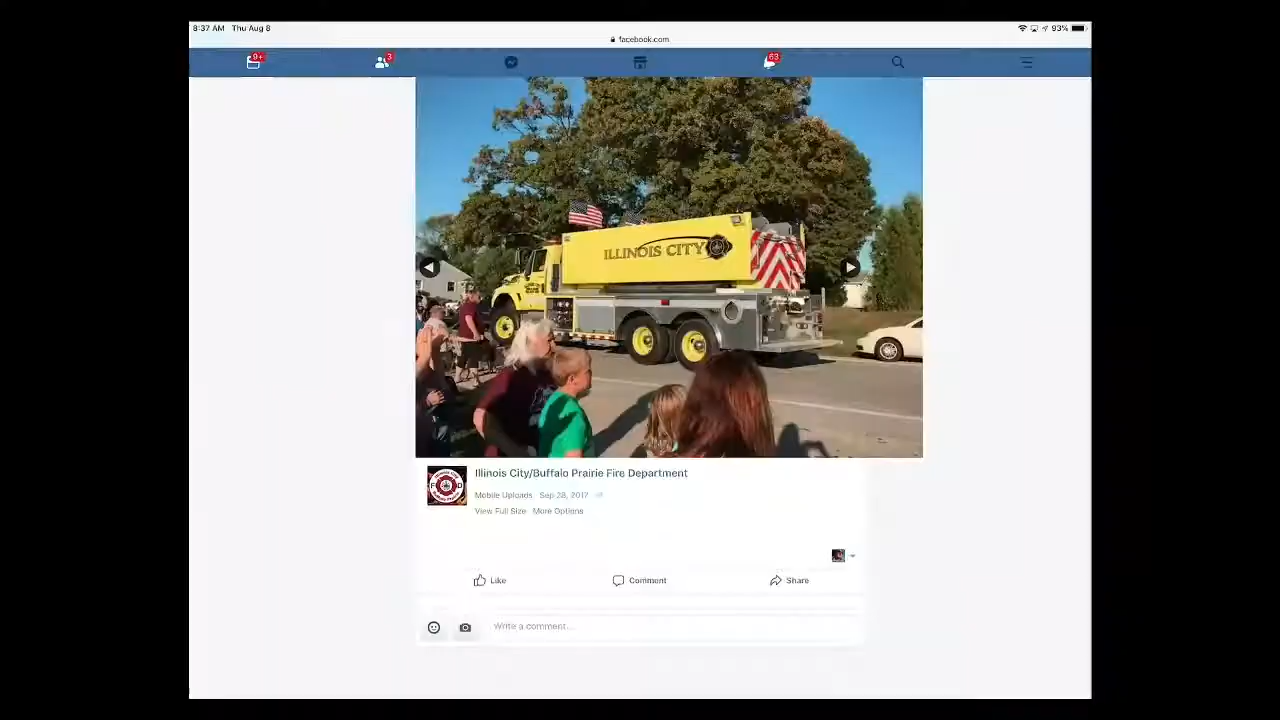 8:37 AM Thu Aug 8
93%
facebook.com
9+
3
63
ILLINOIS CITY
Illinois City/Buffalo Prairie Fire Department
Mobile Uploads Sep 28, 2017
View Full Size More Options
Like Comment Share
Write a comment...